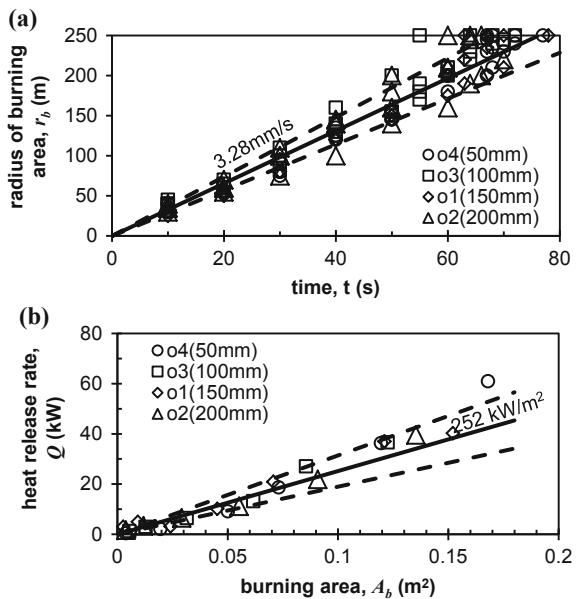 (a)
250
200
150
100
50
0
radius of burning
area, r_b (m)
3.28mm/s
o4(50mm)
o3(100mm)
o1(150mm)
o2(200mm)
0 20 40 60 80
time, t (s)
(b)
80
60
40
20
0
heat release rate,
Q̇ (kW)
o4(50mm)
o3(100mm)
o1(150mm)
o2(200mm)
252 kW/m²
0 0.05 0.1 0.15 0.2
burning area, A_b (m²)